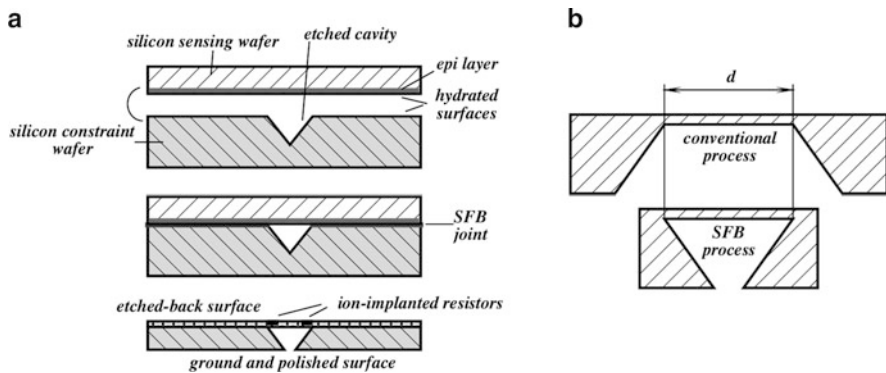 a
silicon sensing wafer
etched cavity
epi layer
hydrated
surfaces
silicon constraint
wafer
SFB
joint
etched-back surface
ion-implanted resistors
ground and polished surface
b
d
conventional
process
SFB
process